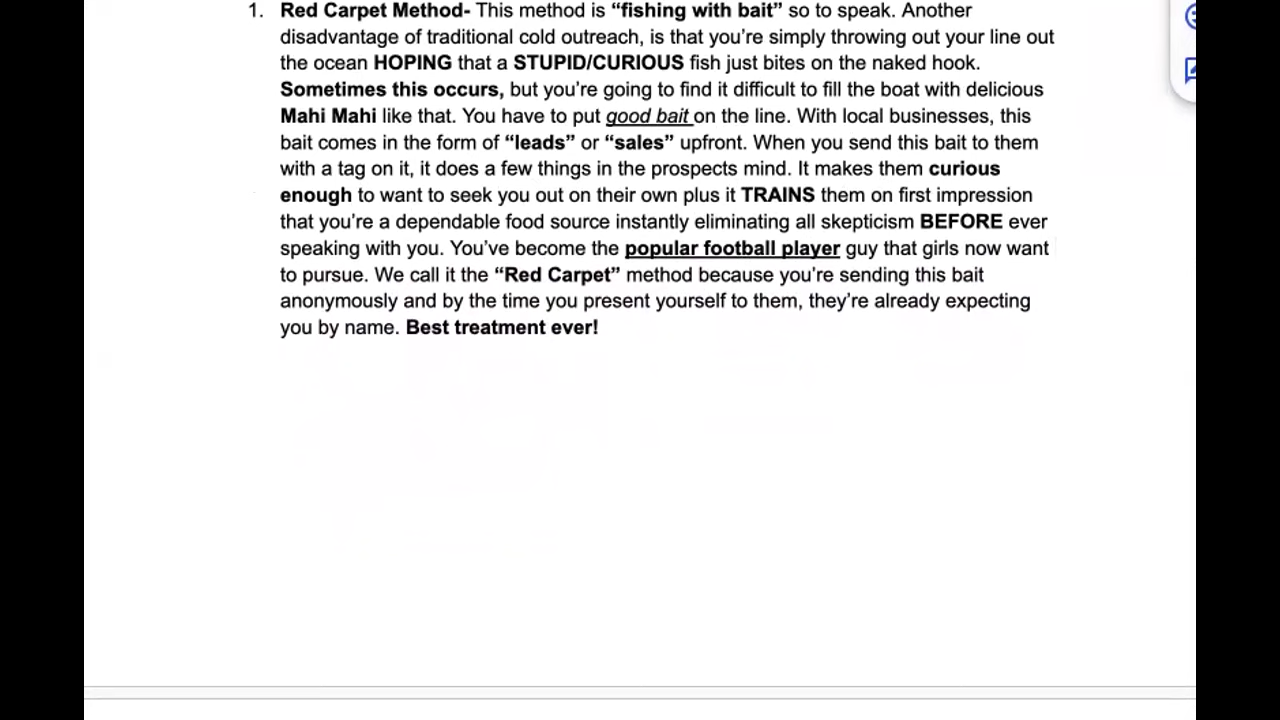 1. Red Carpet Method- This method is “fishing with bait” so to speak. Another
disadvantage of traditional cold outreach, is that you’re simply throwing out your line out
the ocean HOPING that a STUPID/CURIOUS fish just bites on the naked hook.
Sometimes this occurs, but you’re going to find it difficult to fill the boat with delicious
Mahi Mahi like that. You have to put good bait on the line. With local businesses, this
bait comes in the form of “leads” or “sales” upfront. When you send this bait to them
with a tag on it, it does a few things in the prospects mind. It makes them curious
enough to want to seek you out on their own plus it TRAINS them on first impression
that you’re a dependable food source instantly eliminating all skepticism BEFORE ever
speaking with you. You’ve become the popular football player guy that girls now want
to pursue. We call it the “Red Carpet” method because you’re sending this bait
anonymously and by the time you present yourself to them, they’re already expecting
you by name. Best treatment ever!